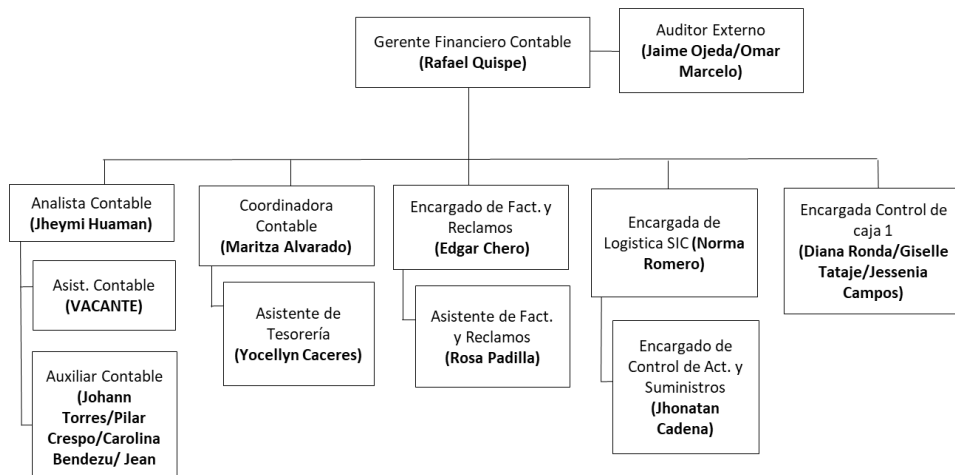 Gerente Financiero Contable
(Rafael Quispe)
Auditor Externo
(Jaime Ojeda/Omar
Marcelo)
Analista Contable
(Jheymi Huaman)
Asist. Contable
(VACANTE)
Auxiliar Contable
(Johann
Torres/Pilar
Crespo/Carolina
Bendezu/ Jean
Coordinadora
Contable
(Maritza Alvarado)
Asistente de
Tesorería
(Yocellyn Caceres)
Encargado de Fact. y
Reclamos
(Edgar Chero)
Asistente de Fact.
y Reclamos
(Rosa Padilla)
Encargada de
Logistica SIC (Norma
Romero)
Encargado de
Control de Act. y
Suministros
(Jhonatan
Cadena)
Encargada Control de
caja 1
(Diana Ronda/Giselle
Tataje/Jessenia
Campos)